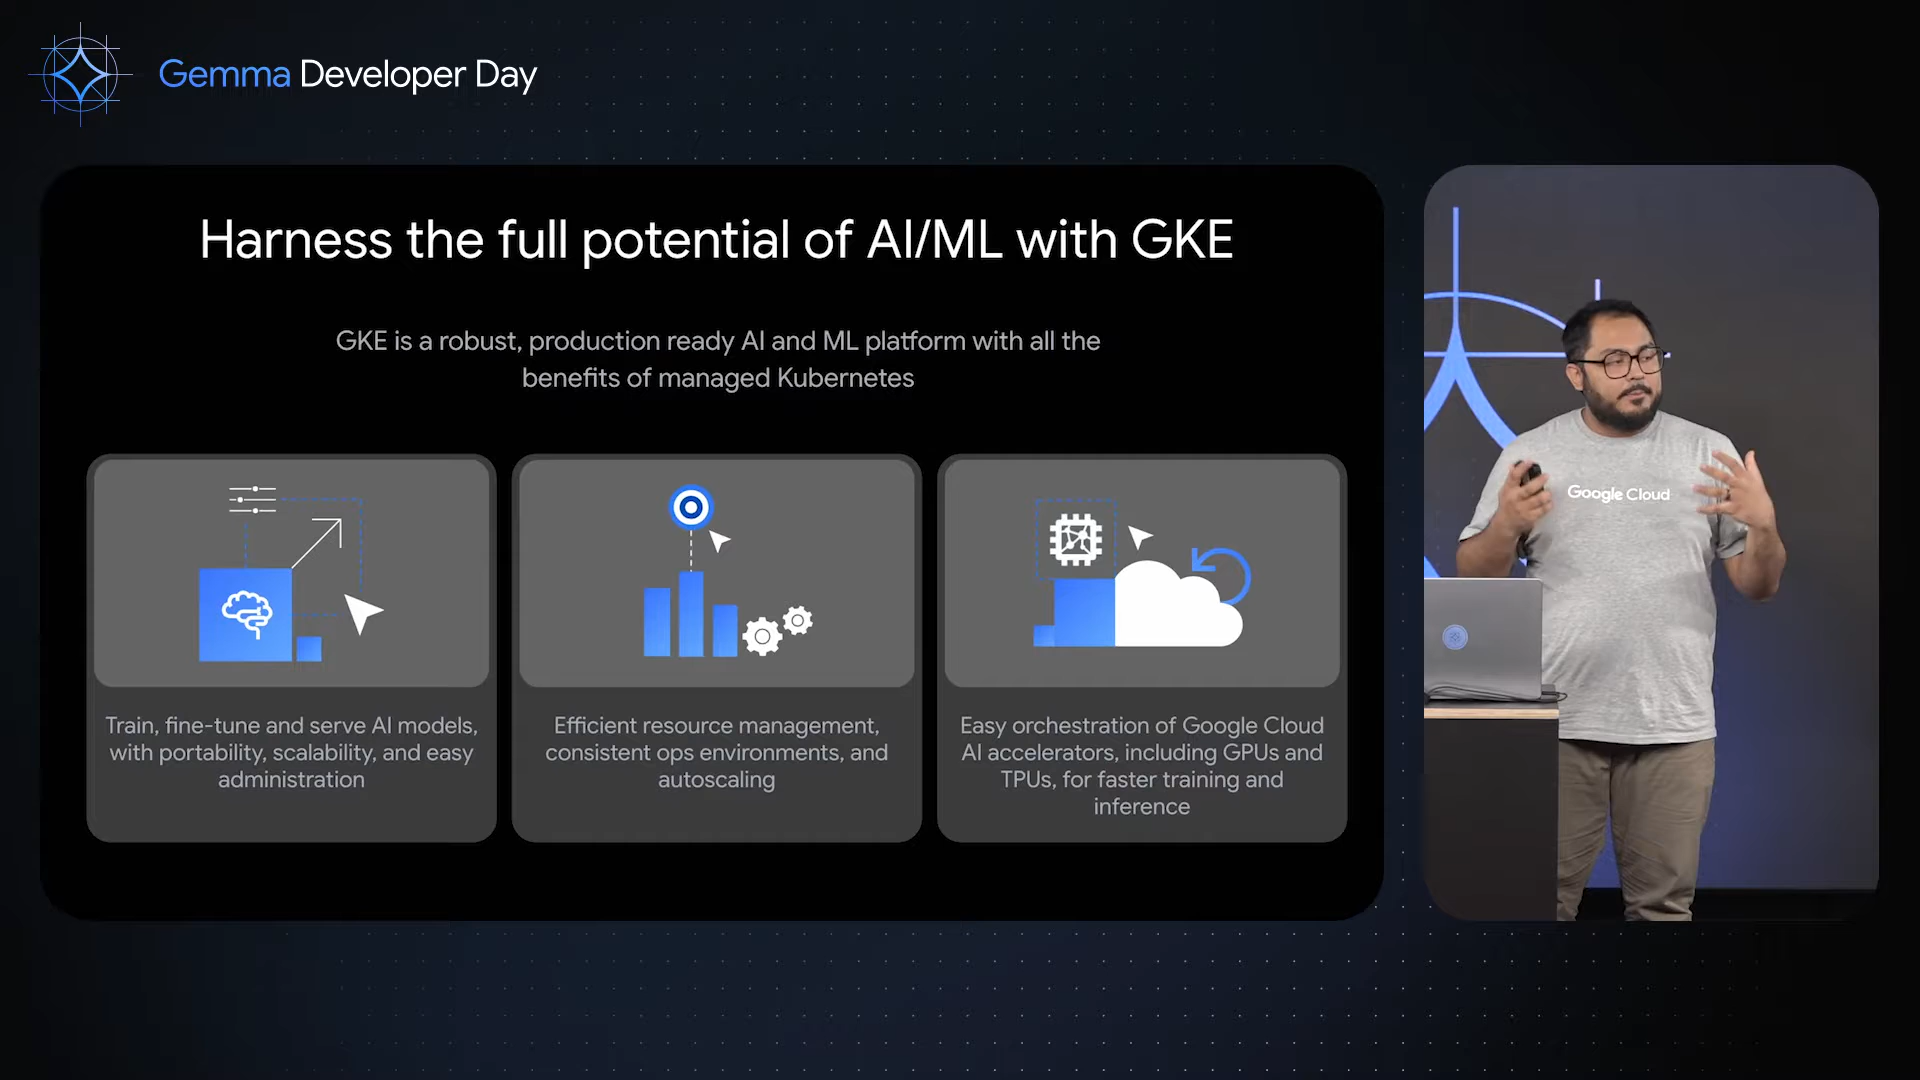 Gemma Developer Day
Harness the full potential of AI/ML with GKE
GKE is a robust, production ready AI and ML platform with all the
benefits of managed Kubernetes
Train, fine-tune and serve AI models,
with portability, scalability, and easy
administration
Efficient resource management,
consistent ops environments, and
autoscaling
Easy orchestration of Google Cloud
AI accelerators, including GPUs and
TPUs, for faster training and
inference
Google Cloud